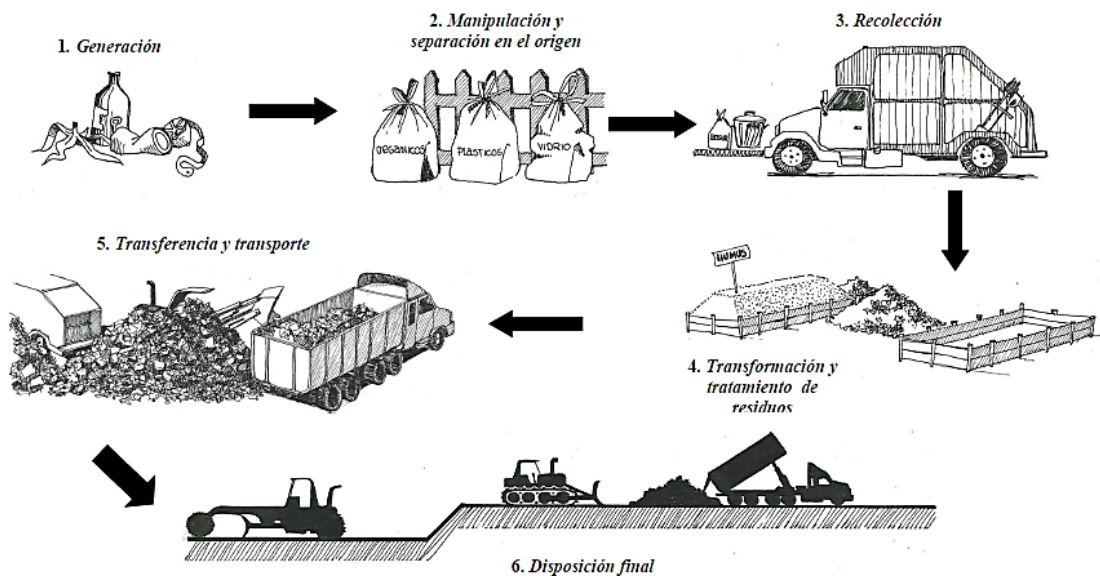 1. Generación
2. Manipulación y
separación en el origen
3. Recolección
ORGANICOS
PLASTICOS
VIDRIO
5. Transferencia y transporte
HUMUS
4. Transformación y
tratamiento de
residuos
6. Disposición final